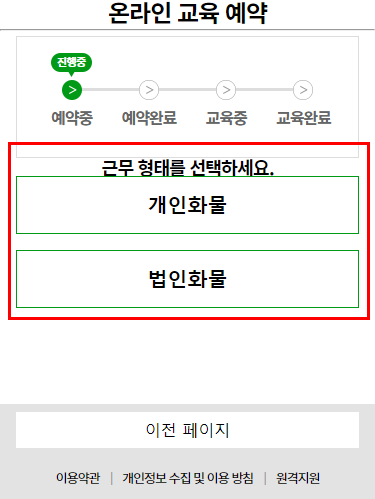 온라인 교육 예약
진행중
> > > >
예약중 예약완료 교육중 교육완료
근무 형태를 선택하세요.
개인화물
법인화물
이전 페이지
이용약관 | 개인정보 수집 및 이용 방침 | 원격지원